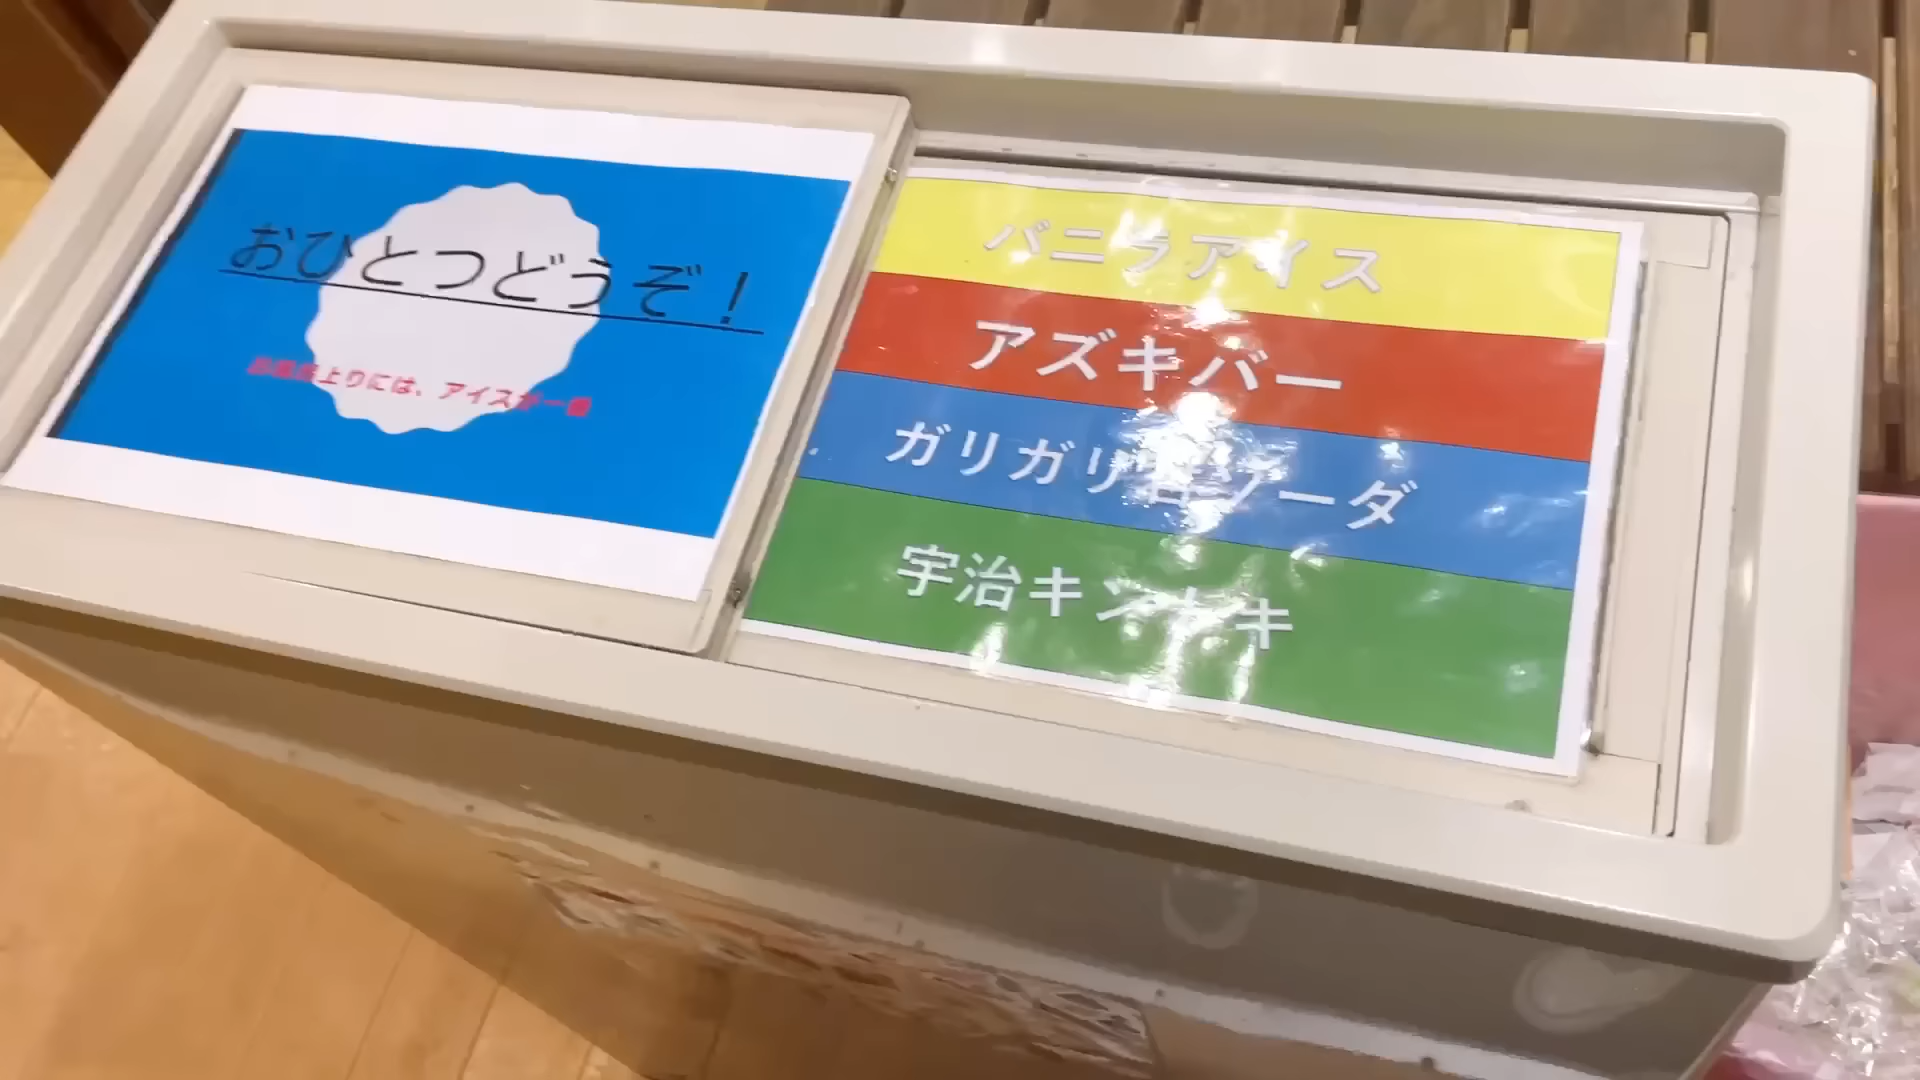 おひとつどうぞ！
お風呂上りには、アイスが一番
バニラアイス
アズキバー
ガリガリ君ソーダ
宇治キントキ